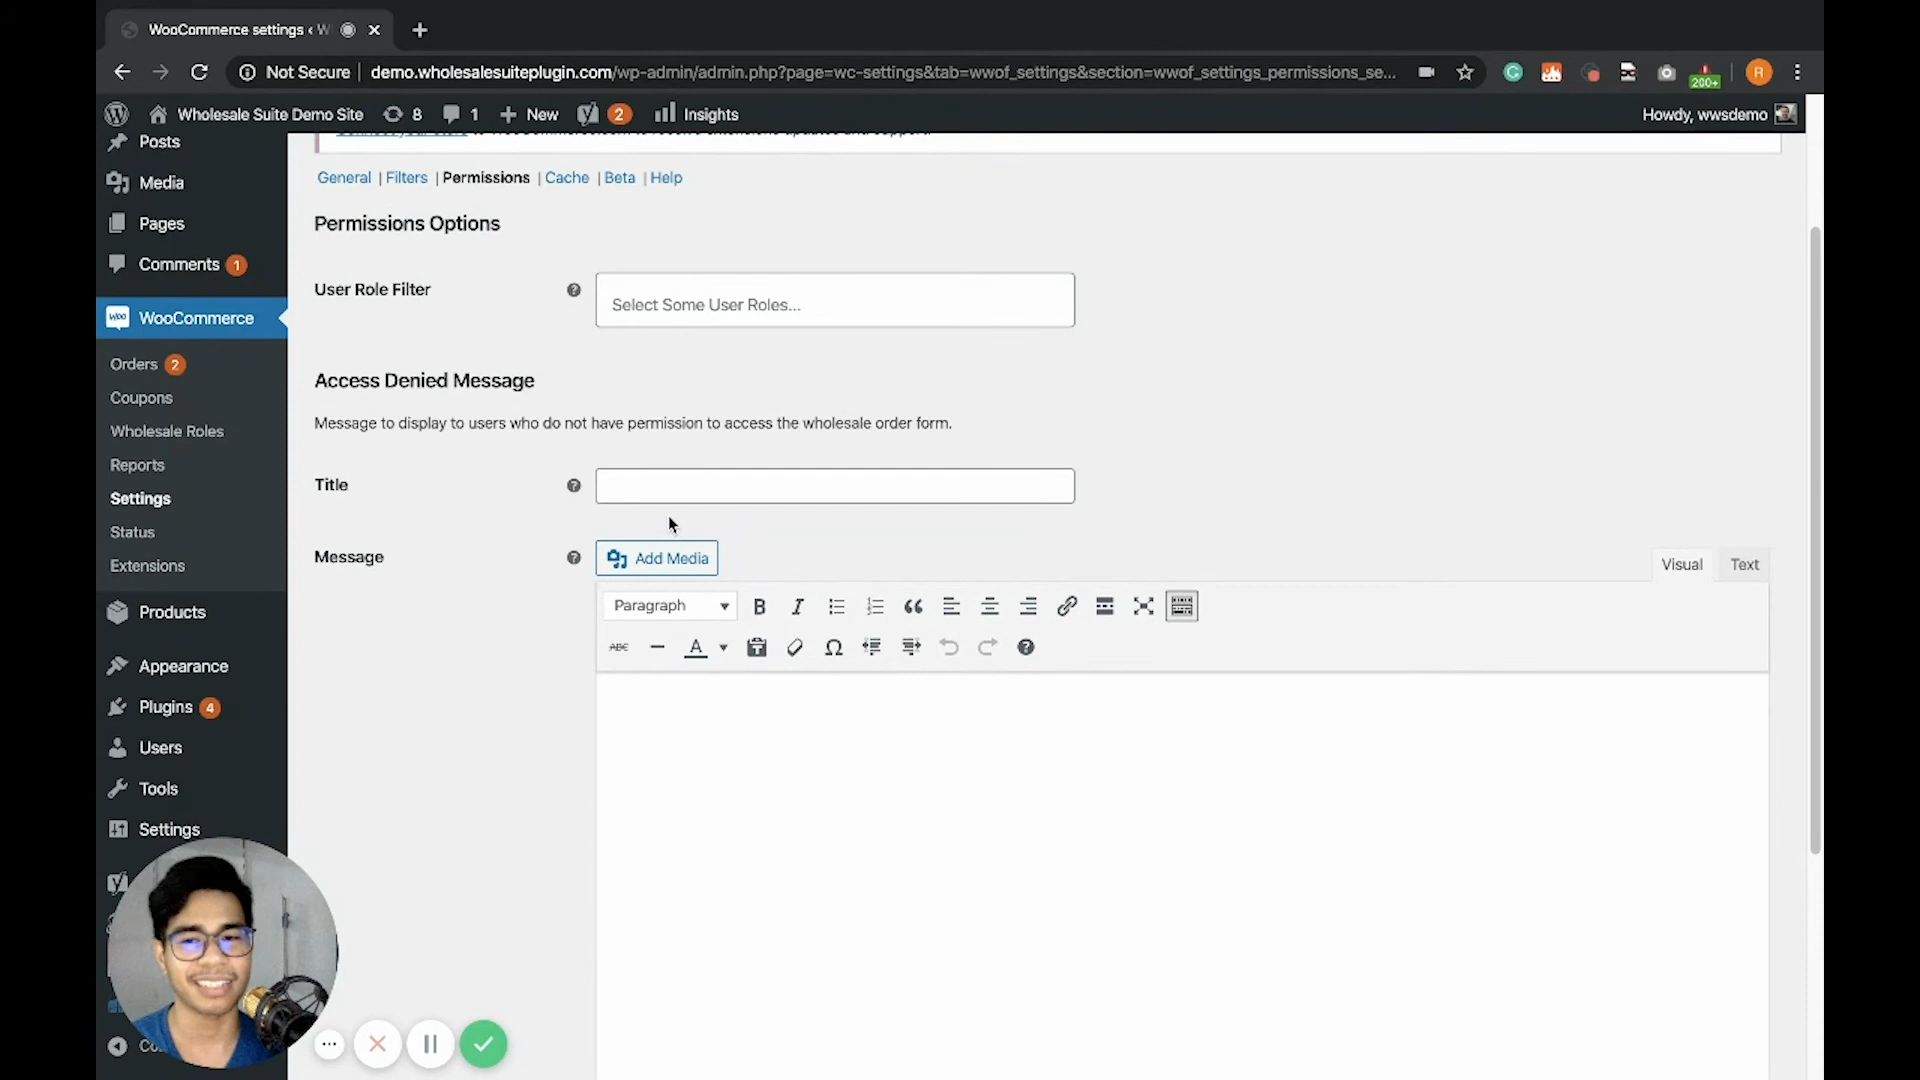 WooCommerce settings ‹ W
Not Secure | demo.wholesalesuiteplugin.com/wp-admin/admin.php?page=wc-settings&tab=wwof_settings&section=wwof_settings_permissions_se...
200+
R
Wholesale Suite Demo Site 8 1 New 2 Insights
Howdy, wwsdemo
Posts
Media
Pages
Comments 1
WooCommerce
Orders 2
Coupons
Wholesale Roles
Reports
Settings
Status
Extensions
Products
Appearance
Plugins 4
Users
Tools
Settings
General | Filters | Permissions | Cache | Beta | Help
Permissions Options
User Role Filter
Select Some User Roles...
Access Denied Message
Message to display to users who do not have permission to access the wholesale order form.
Title
Message
Add Media
Visual Text
Paragraph